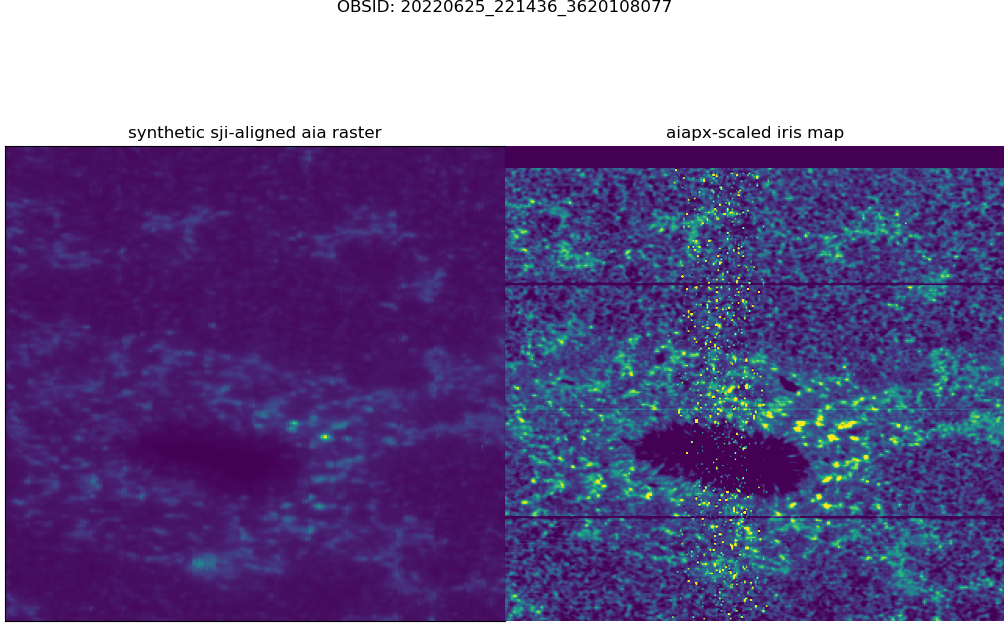 OBSID: 20220625_221436_3620108077
synthetic sji-aligned aia raster
aiapx-scaled iris map